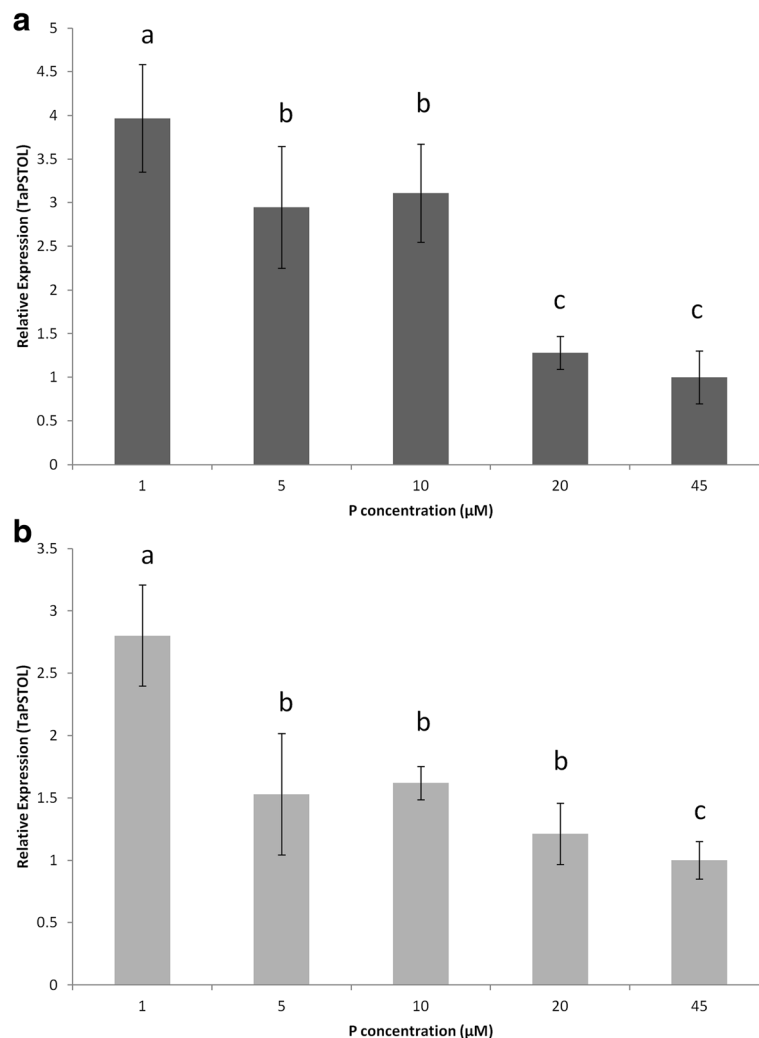 a
5
4.5
4
3.5
3
2.5
2
1.5
1
0.5
0
Relative Expression (TaPSTOL)
a
b
b
c
c
1 5 10 20 45
P concentration (µM)
b
3.5
3
2.5
2
1.5
1
0.5
0
Relative Expression (TaPSTOL)
a
b
b
b
c
1 5 10 20 45
P concentration (µM)